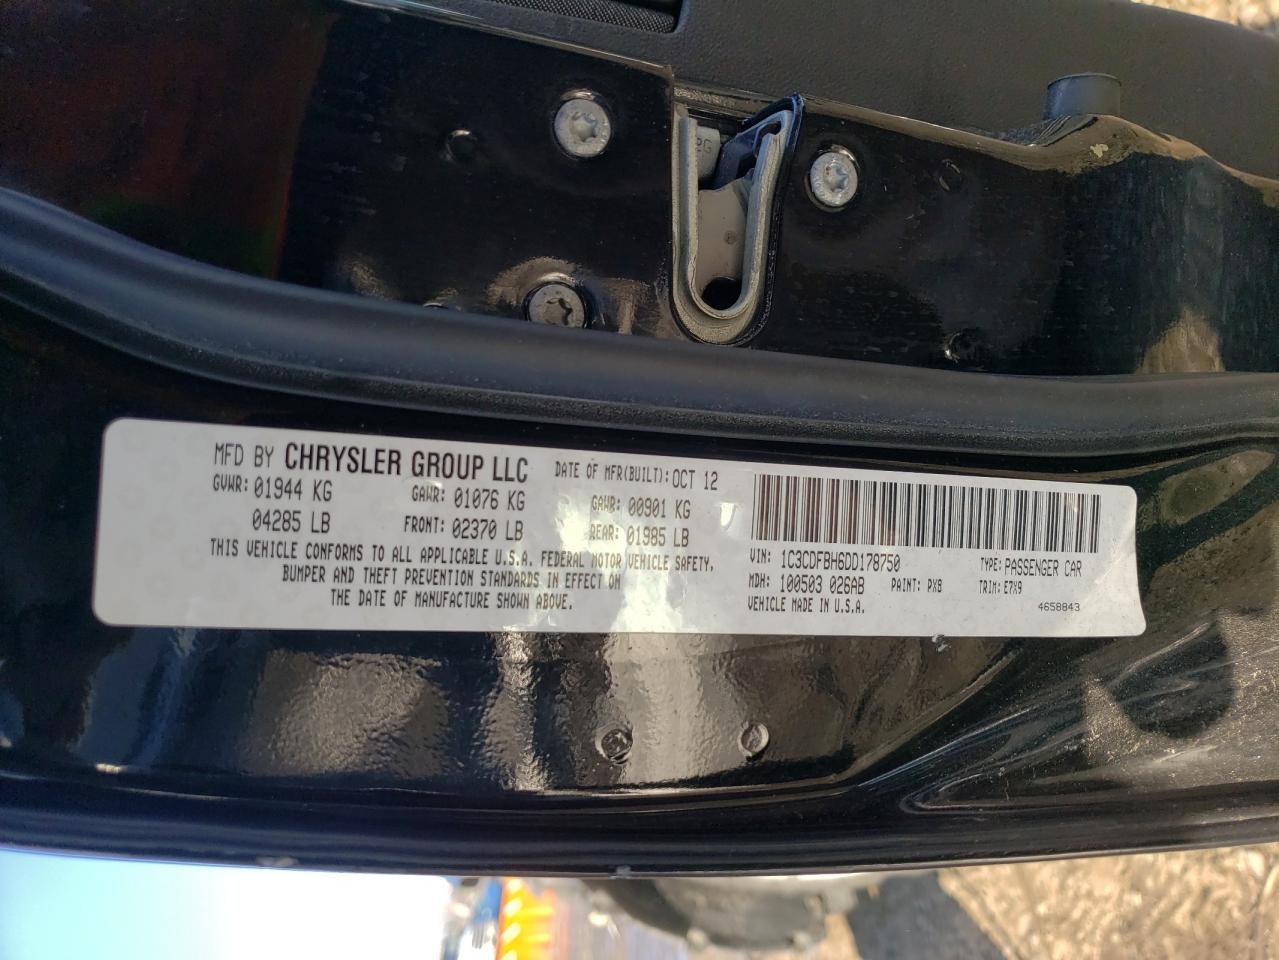 MFD BY CHRYSLER GROUP LLC DATE OF MFR(BUILT): OCT 12
GVWR: 01944 KG GAWR: 01076 KG GAWR: 00901 KG
04285 LB FRONT: 02370 LB REAR: 01985 LB
THIS VEHICLE CONFORMS TO ALL APPLICABLE U.S.A. FEDERAL MOTOR VEHICLE SAFETY,
BUMPER AND THEFT PREVENTION STANDARDS IN EFFECT ON
THE DATE OF MANUFACTURE SHOWN ABOVE.
VIN: 1C3CDFBH6DD178750 TYPE: PASSENGER CAR
MDH: 100503 026AB PAINT: PX8 TRIM: E7X9
VEHICLE MADE IN U.S.A. 4658843